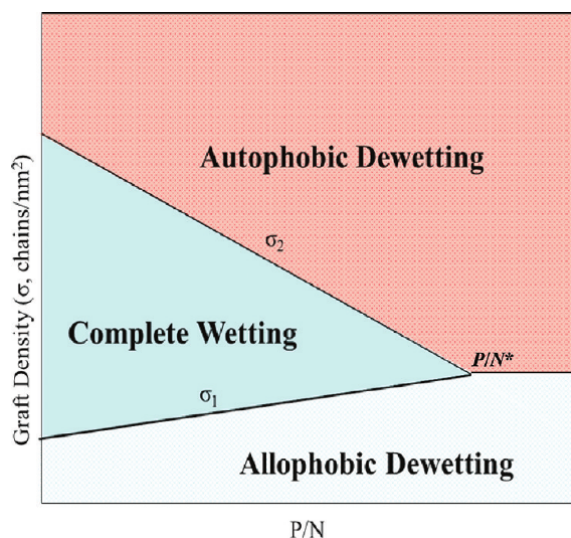 Autophobic Dewetting
σ2
Complete Wetting
P/N*
σ1
Allophobic Dewetting
Graft Density (σ, chains/nm²)
P/N